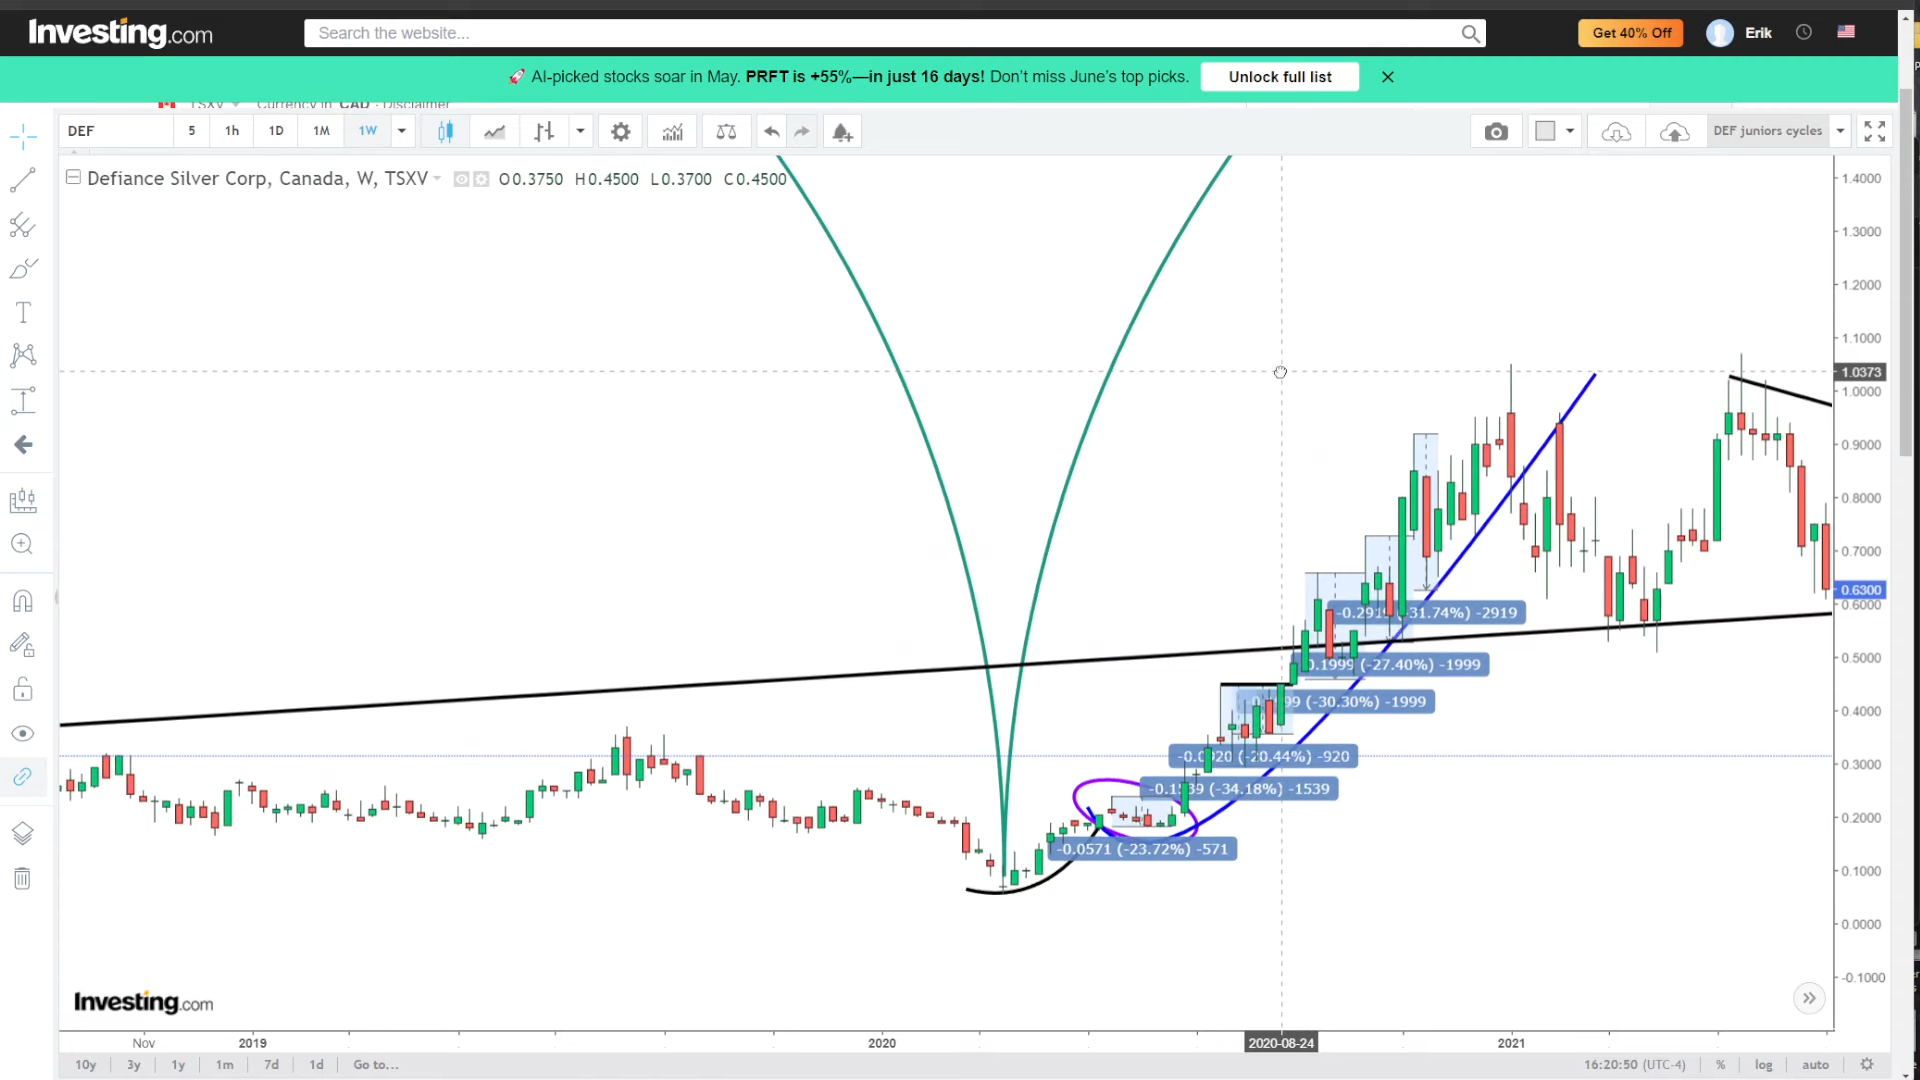 Investing.com
Search the website...
Get 40% Off
Erik
🚀 AI-picked stocks soar in May. PRFT is +55%—in just 16 days! Don't miss June's top picks.
Unlock full list
TSXV Currency in CAD · Disclaimer
DEF 5 1h 1D 1M 1W
DEF juniors cycles
Defiance Silver Corp, Canada, W, TSXV O0.3750 H0.4500 L0.3700 C0.4500
1.4000
1.3000
1.2000
1.1000
1.0373
1.0000
0.9000
0.8000
0.7000
0.6300
0.6000
0.5000
0.4000
0.3000
0.2000
0.1000
0.0000
-0.1000
31.74%) -2919
(-27.40%) -1999
(-30.30%) -1999
(-20.44%) -920
(-34.18%) -1539
-0.0571 (-23.72%) -571
Investing.com
Nov 2019 2020 2020-08-24 2021
10y 3y 1y 1m 7d 1d Go to...
16:20:50 (UTC-4) % log auto